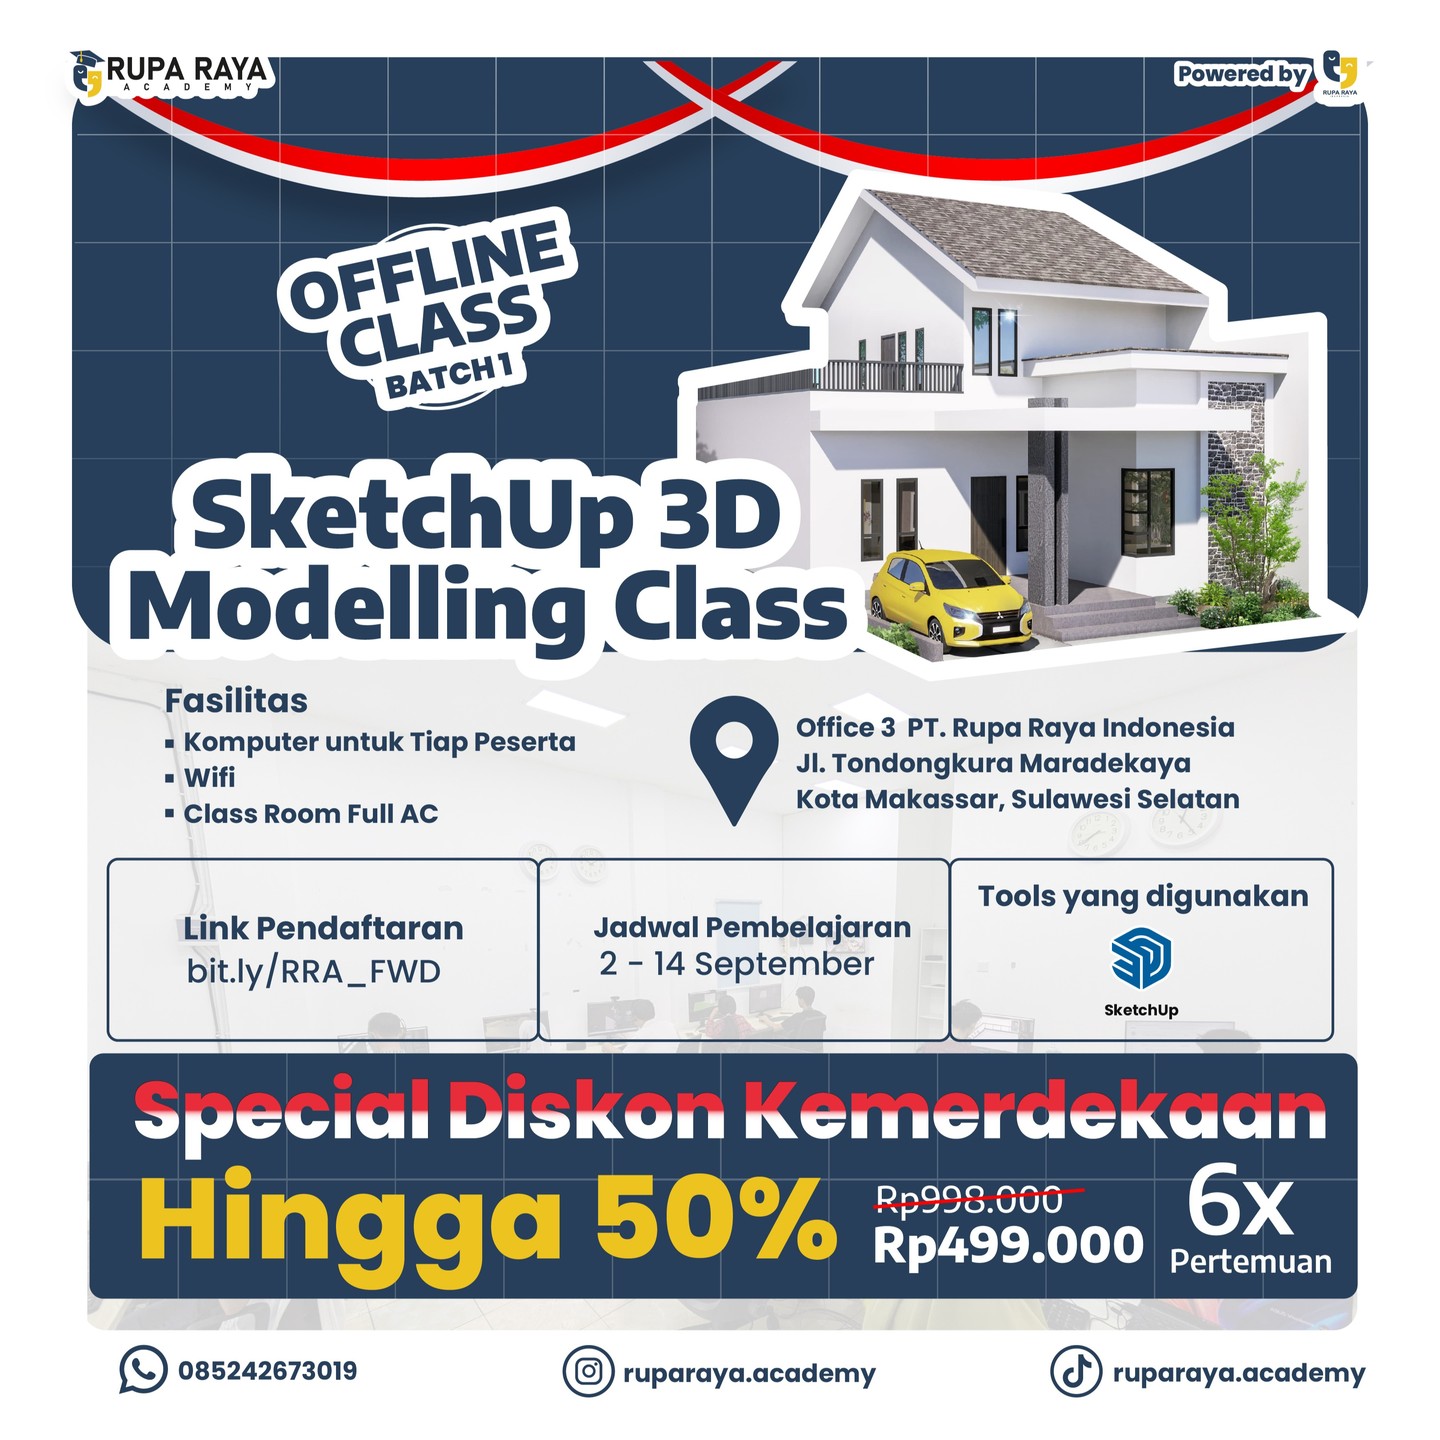 RUPA RAYA
ACADEMY
Powered by
RUPA RAYA
OFFLINE
CLASS
BATCH 1
SketchUp 3D
Modelling Class
Fasilitas
▪ Komputer untuk Tiap Peserta
▪ Wifi
▪ Class Room Full AC
Office 3 PT. Rupa Raya Indonesia
Jl. Tondongkura Maradekaya
Kota Makassar, Sulawesi Selatan
Link Pendaftaran
bit.ly/RRA_FWD
Jadwal Pembelajaran
2 - 14 September
Tools yang digunakan
SketchUp
Special Diskon Kemerdekaan
Hingga 50%
Rp998.000
Rp499.000
6x
Pertemuan
085242673019
ruparaya.academy
ruparaya.academy